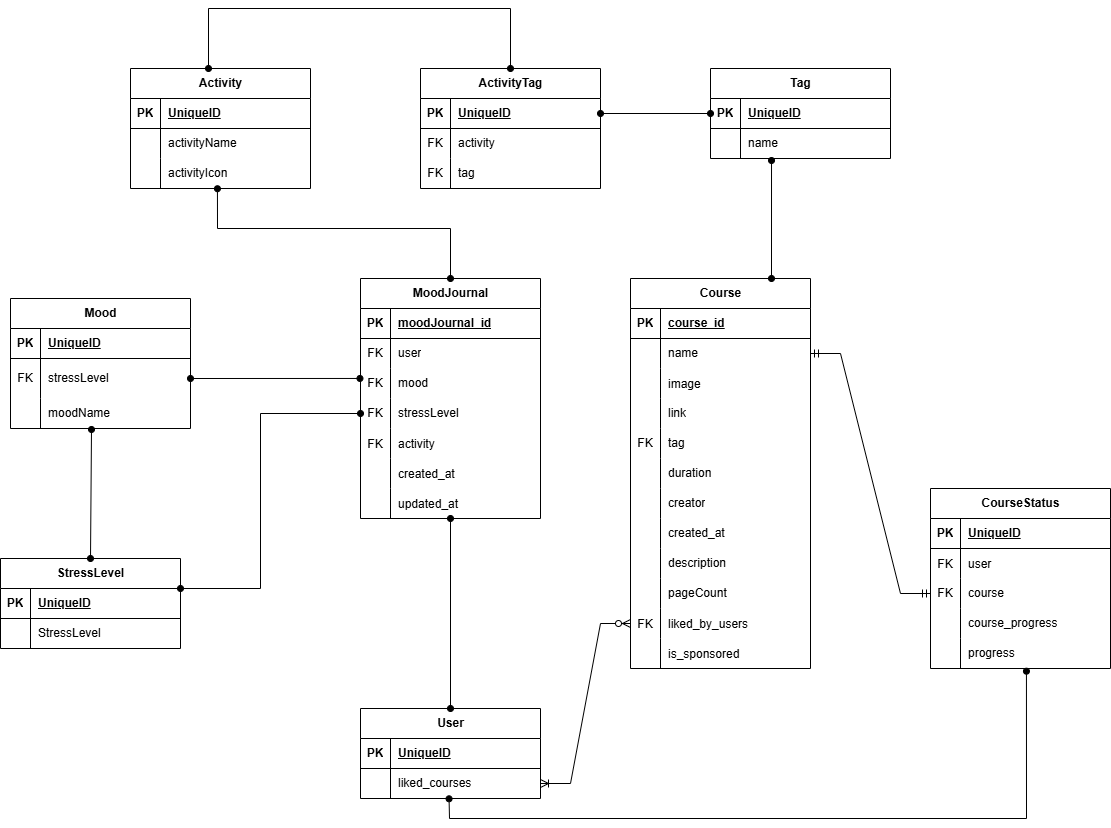 Activity
PK UniqueID
activityName
activityIcon
ActivityTag
PK UniqueID
FK activity
FK tag
Tag
PK UniqueID
name
Mood
PK UniqueID
FK stressLevel
moodName
MoodJournal
PK moodJournal_id
FK user
FK mood
FK stressLevel
FK activity
created_at
updated_at
Course
PK course_id
name
image
link
FK tag
duration
creator
created_at
description
pageCount
FK liked_by_users
is_sponsored
CourseStatus
PK UniqueID
FK user
FK course
course_progress
progress
StressLevel
PK UniqueID
StressLevel
User
PK UniqueID
liked_courses